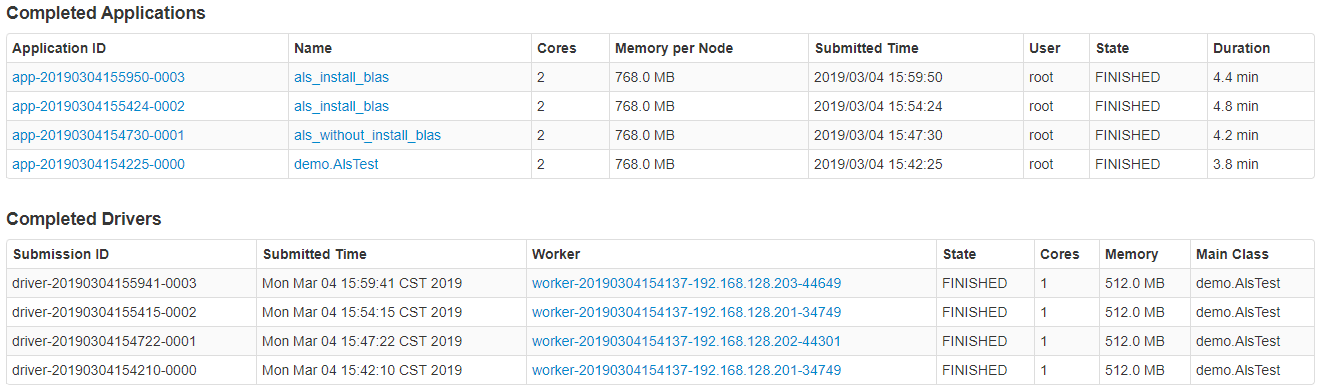 Completed Applications
Application ID Name Cores Memory per Node Submitted Time User State Duration
app-20190304155950-0003 als_install_blas 2 768.0 MB 2019/03/04 15:59:50 root FINISHED 4.4 min
app-20190304155424-0002 als_install_blas 2 768.0 MB 2019/03/04 15:54:24 root FINISHED 4.8 min
app-20190304154730-0001 als_without_install_blas 2 768.0 MB 2019/03/04 15:47:30 root FINISHED 4.2 min
app-20190304154225-0000 demo.AlsTest 2 768.0 MB 2019/03/04 15:42:25 root FINISHED 3.8 min
Completed Drivers
Submission ID Submitted Time Worker State Cores Memory Main Class
driver-20190304155941-0003 Mon Mar 04 15:59:41 CST 2019 worker-20190304154137-192.168.128.203-44649 FINISHED 1 512.0 MB demo.AlsTest
driver-20190304155415-0002 Mon Mar 04 15:54:15 CST 2019 worker-20190304154137-192.168.128.201-34749 FINISHED 1 512.0 MB demo.AlsTest
driver-20190304154722-0001 Mon Mar 04 15:47:22 CST 2019 worker-20190304154137-192.168.128.202-44301 FINISHED 1 512.0 MB demo.AlsTest
driver-20190304154210-0000 Mon Mar 04 15:42:10 CST 2019 worker-20190304154137-192.168.128.201-34749 FINISHED 1 512.0 MB demo.AlsTest